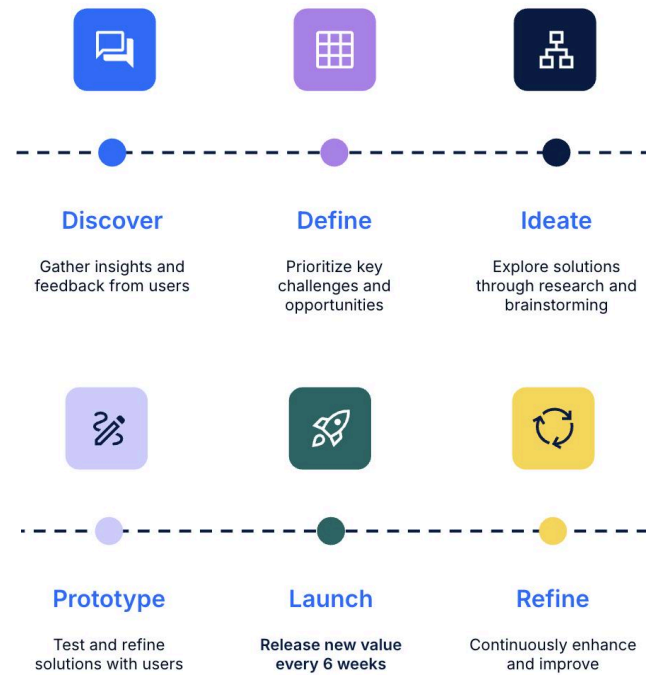 Discover
Define
Ideate
Gather insights and
feedback from users
Prioritize key
challenges and
opportunities
Explore solutions
through research and
brainstorming
Prototype
Launch
Refine
Test and refine
solutions with users
Release new value
every 6 weeks
Continuously enhance
and improve